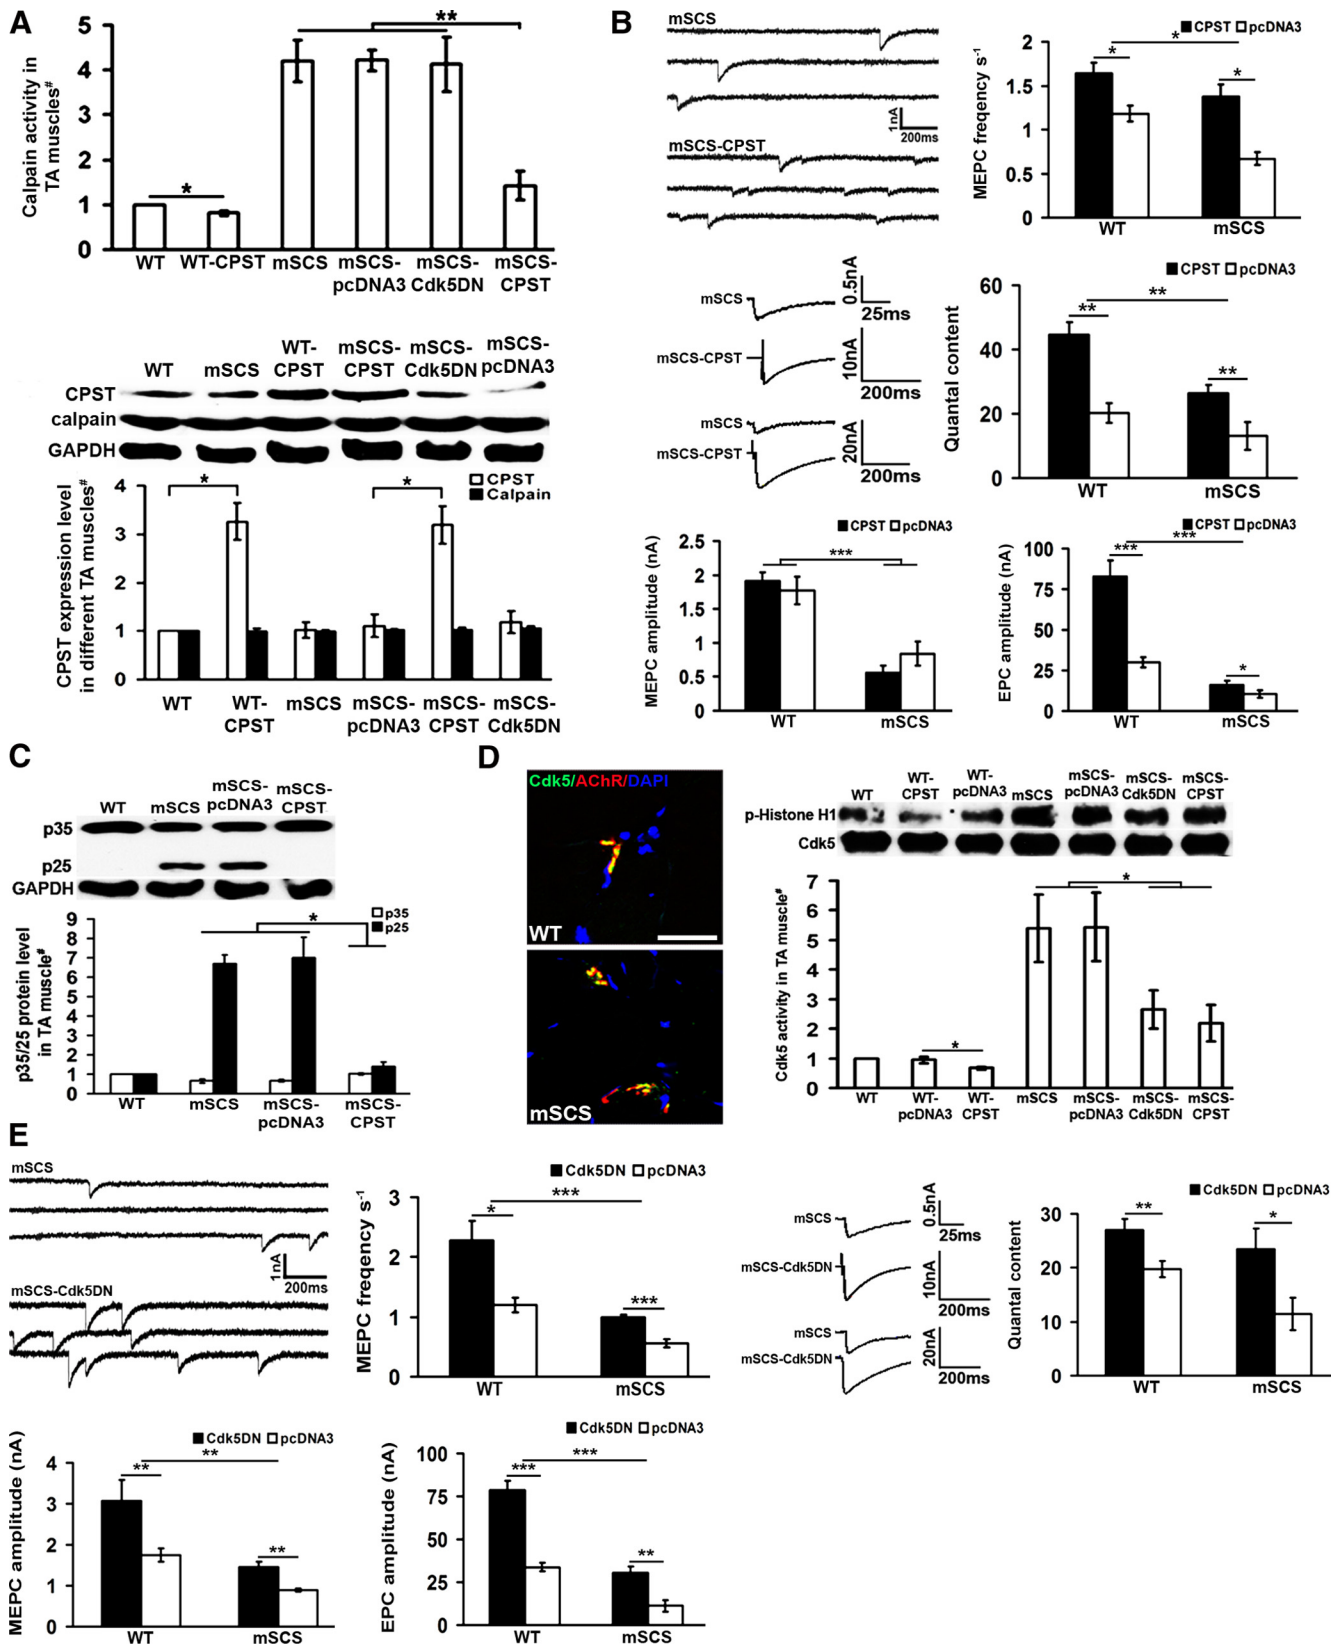 A
Calpain activity in
TA muscles#
5
4
3
2
1
0
**
*
WT
WT-CPST
mSCS
mSCS-
pcDNA3
mSCS-
Cdk5DN
mSCS-
CPST
WT
mSCS
WT-
CPST
mSCS-
CPST
mSCS-
Cdk5DN
mSCS-
pcDNA3
CPST
calpain
GAPDH
CPST expression level
in different TA muscles#
4
3
2
1
0
*
*
CPST
Calpain
WT
WT-
CPST
mSCS
mSCS-
pcDNA3
mSCS-
CPST
mSCS-
Cdk5DN
B
mSCS
1nA
200ms
mSCS-CPST
CPST pcDNA3
MEPC freqency s-1
2
1.5
1
0.5
0
*
*
*
WT
mSCS
mSCS
0.5nA
25ms
mSCS-CPST
10nA
200ms
mSCS
mSCS-CPST
20nA
200ms
CPST pcDNA3
Quantal content
60
40
20
0
**
**
**
WT
mSCS
CPST pcDNA3
MEPC amplitude (nA)
2.5
2
1.5
1
0.5
0
***
WT
mSCS
CPST pcDNA3
EPC amplitude (nA)
100
75
50
25
0
***
***
*
WT
mSCS
C
WT
mSCS
mSCS-
pcDNA3
mSCS-
CPST
p35
p25
GAPDH
p35/25 protein level
in TA muscle#
9
8
7
6
5
4
3
2
1
0
*
p35
p25
WT
mSCS
mSCS-
pcDNA3
mSCS-
CPST
D
Cdk5/AChR/DAPI
WT
mSCS
WT
WT-
CPST
WT-
pcDNA3
mSCS
mSCS-
pcDNA3
mSCS-
Cdk5DN
mSCS-
CPST
p-Histone H1
Cdk5
Cdk5 activity in TA muscle#
7
6
5
4
3
2
1
0
*
*
WT
WT-
pcDNA3
WT-
CPST
mSCS
mSCS-
pcDNA3
mSCS-
Cdk5DN
mSCS-
CPST
E
mSCS
1nA
200ms
mSCS-Cdk5DN
Cdk5DN pcDNA3
MEPC freqency s-1
3
2
1
0
***
*
***
WT
mSCS
mSCS
0.5nA
25ms
mSCS-Cdk5DN
10nA
200ms
mSCS
mSCS-Cdk5DN
20nA
200ms
Cdk5DN pcDNA3
Quantal content
30
20
10
0
**
*
WT
mSCS
Cdk5DN pcDNA3
MEPC amplitude (nA)
4
3
2
1
0
**
**
**
WT
mSCS
Cdk5DN pcDNA3
EPC amplitude (nA)
100
75
50
25
0
***
***
**
WT
mSCS